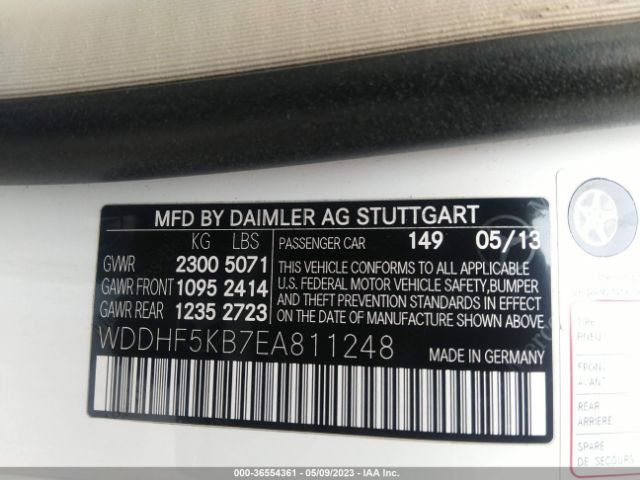 MFD BY DAIMLER AG STUTTGART
KG LBS PASSENGER CAR 149 05/13
GVWR 2300 5071
GAWR FRONT 1095 2414
GAWR REAR 1235 2723
THIS VEHICLE CONFORMS TO ALL APPLICABLE
U.S. FEDERAL MOTOR VEHICLE SAFETY, BUMPER
AND THEFT PREVENTION STANDARDS IN EFFECT
ON THE DATE OF MANUFACTURE SHOWN ABOVE.
WDDHF5KB7EA811248 MADE IN GERMANY
TIRE
PNEU
FRONT
AVANT
REAR
ARRIERE
SPARE
DE SECOURS
000-36554361 - 05/09/2023 - IAA Inc.